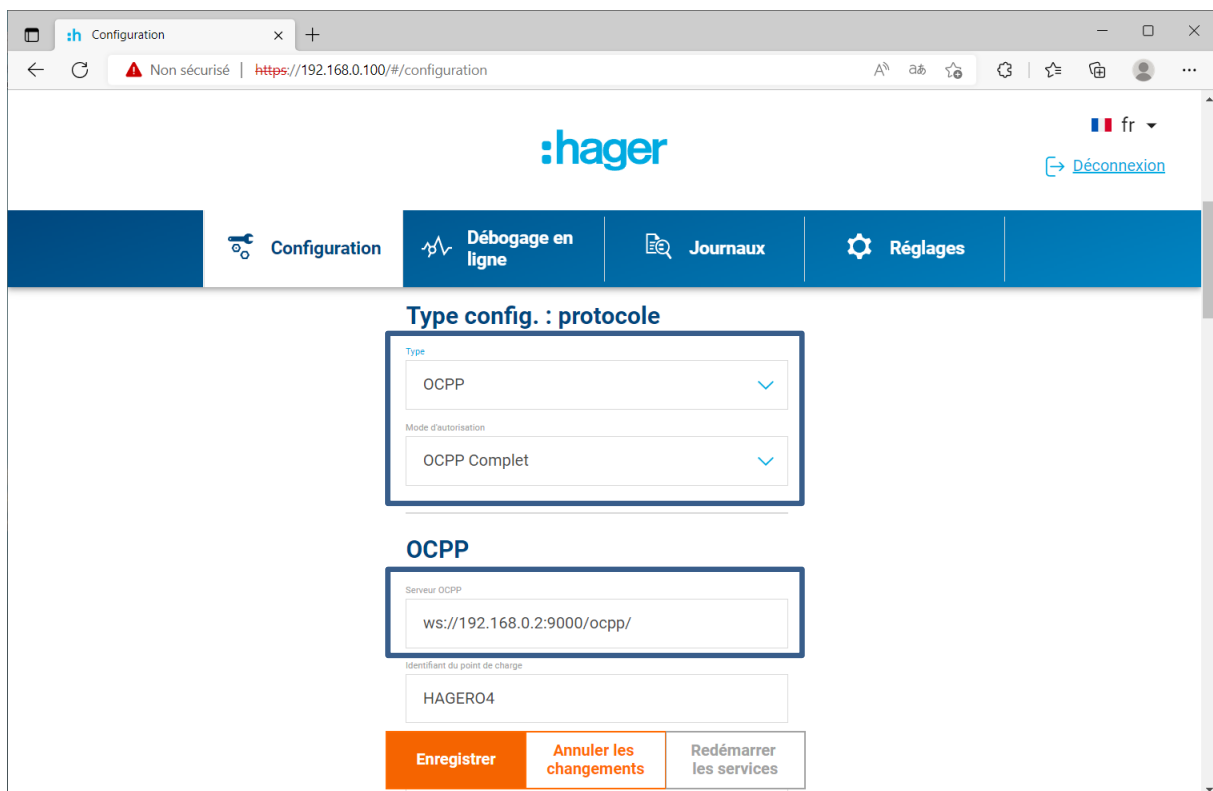 :h Configuration
Non sécurisé | https://192.168.0.100/#/configuration
fr
:hager
Déconnexion
Configuration
Débogage en
ligne
Journaux
Réglages
Type config. : protocole
Type
OCPP
Mode d'autorisation
OCPP Complet
OCPP
Serveur OCPP
ws://192.168.0.2:9000/ocpp/
Identifiant du point de charge
HAGER04
Enregistrer
Annuler les
changements
Redémarrer
les services